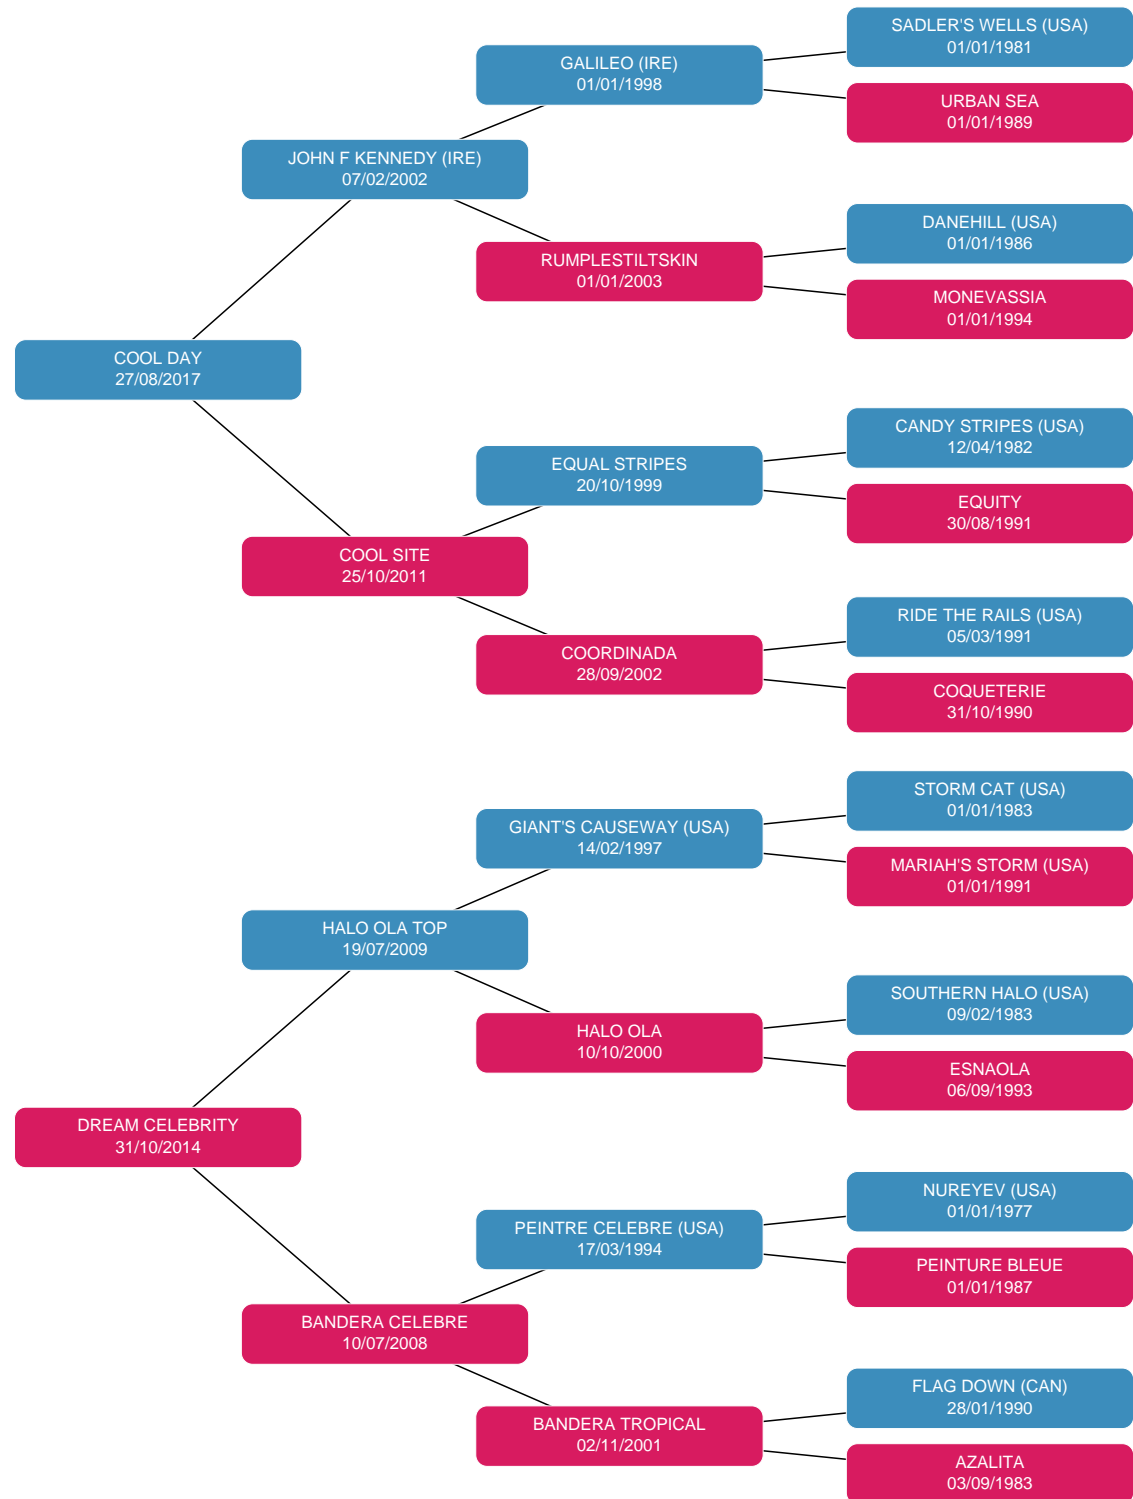 SADLER'S WELLS (USA)
01/01/1981
GALILEO (IRE)
01/01/1998
URBAN SEA
01/01/1989
JOHN F KENNEDY (IRE)
07/02/2002
DANEHILL (USA)
01/01/1986
RUMPLESTILTSKIN
01/01/2003
MONEVASSIA
01/01/1994
COOL DAY
27/08/2017
CANDY STRIPES (USA)
12/04/1982
EQUAL STRIPES
20/10/1999
EQUITY
30/08/1991
COOL SITE
25/10/2011
RIDE THE RAILS (USA)
05/03/1991
COORDINADA
28/09/2002
COQUETERIE
31/10/1990
STORM CAT (USA)
01/01/1983
GIANT'S CAUSEWAY (USA)
14/02/1997
MARIAH'S STORM (USA)
01/01/1991
HALO OLA TOP
19/07/2009
SOUTHERN HALO (USA)
09/02/1983
HALO OLA
10/10/2000
ESNAOLA
06/09/1993
DREAM CELEBRITY
31/10/2014
NUREYEV (USA)
01/01/1977
PEINTRE CELEBRE (USA)
17/03/1994
PEINTURE BLEUE
01/01/1987
BANDERA CELEBRE
10/07/2008
FLAG DOWN (CAN)
28/01/1990
BANDERA TROPICAL
02/11/2001
AZALITA
03/09/1983